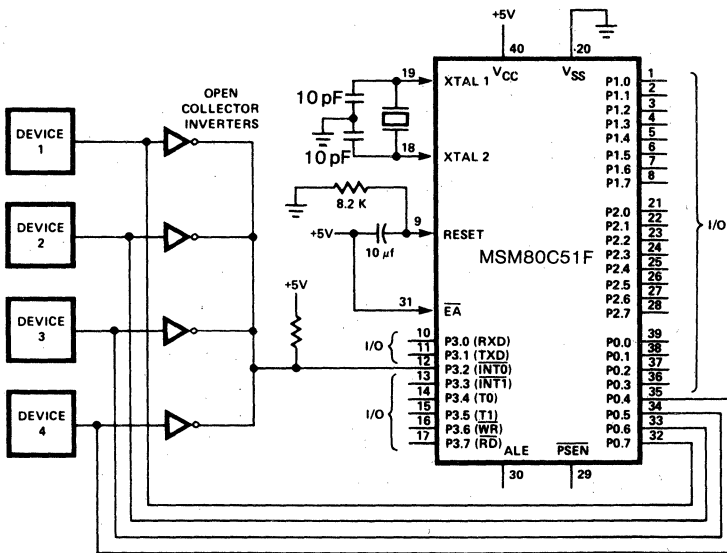 +5V
40
20
VCC
VSS
OPEN
COLLECTOR
INVERTERS
DEVICE
1
DEVICE
2
DEVICE
3
DEVICE
4
10 pF
10 pF
19
XTAL 1
18
XTAL 2
8.2 K
9
RESET
+5V
10 µf
MSM80C51F
31
EA
+5V
I/O
10
P3.0 (RXD)
11
P3.1 (TXD)
12
P3.2 (INT0)
13
P3.3 (INT1)
14
P3.4 (T0)
15
P3.5 (T1)
16
P3.6 (WR)
17
P3.7 (RD)
I/O
ALE
PSEN
30
29
P1.0 1
P1.1 2
P1.2 3
P1.3 4
P1.4 5
P1.5 6
P1.6 7
P1.7 8
P2.0 21
P2.1 22
P2.2 23
P2.3 24
P2.4 25
P2.5 26
P2.6 27
P2.7 28
I/O
P0.0 39
P0.1 38
P0.2 37
P0.3 36
P0.4 35
P0.5 34
P0.6 33
P0.7 32